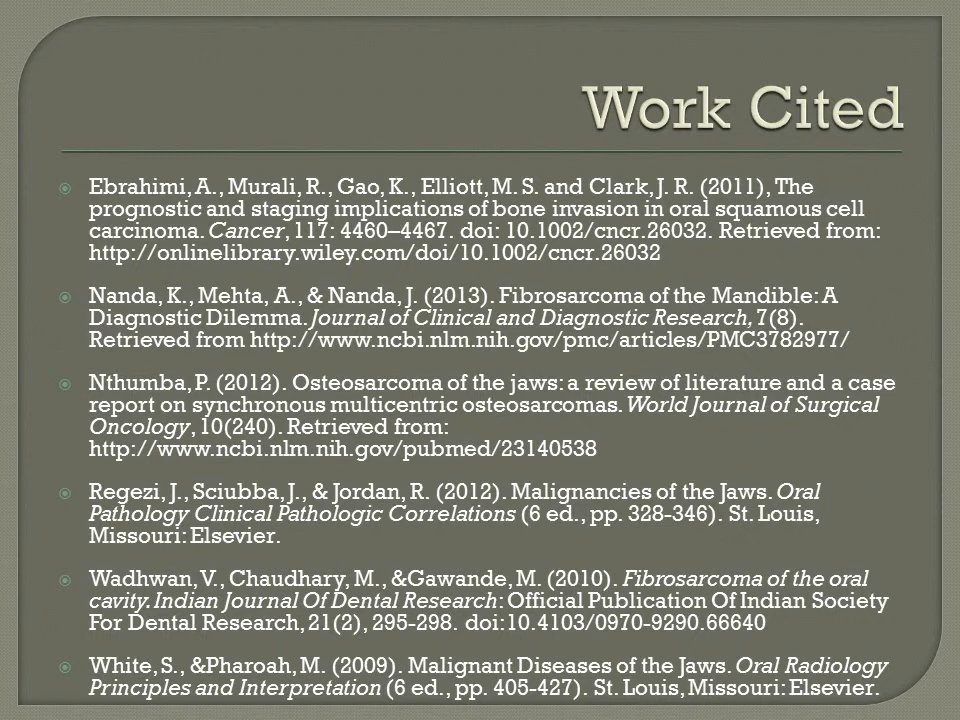 Work Cited
Ebrahimi, A., Murali, R., Gao, K., Elliott, M. S. and Clark, J. R. (2011), The
prognostic and staging implications of bone invasion in oral squamous cell
carcinoma. Cancer, 117: 4460–4467. doi: 10.1002/cncr.26032. Retrieved from:
http://onlinelibrary.wiley.com/doi/10.1002/cncr.26032
Nanda, K., Mehta, A., & Nanda, J. (2013). Fibrosarcoma of the Mandible: A
Diagnostic Dilemma. Journal of Clinical and Diagnostic Research, 7(8).
Retrieved from http://www.ncbi.nlm.nih.gov/pmc/articles/PMC3782977/
Nthumba, P. (2012). Osteosarcoma of the jaws: a review of literature and a case
report on synchronous multicentric osteosarcomas. World Journal of Surgical
Oncology, 10(240). Retrieved from:
http://www.ncbi.nlm.nih.gov/pubmed/23140538
Regezi, J., Sciubba, J., & Jordan, R. (2012). Malignancies of the Jaws. Oral
Pathology Clinical Pathologic Correlations (6 ed., pp. 328-346). St. Louis,
Missouri: Elsevier.
Wadhwan, V., Chaudhary, M., &Gawande, M. (2010). Fibrosarcoma of the oral
cavity. Indian Journal Of Dental Research: Official Publication Of Indian Society
For Dental Research, 21(2), 295-298. doi:10.4103/0970-9290.66640
White, S., &Pharoah, M. (2009). Malignant Diseases of the Jaws. Oral Radiology
Principles and Interpretation (6 ed., pp. 405-427). St. Louis, Missouri: Elsevier.